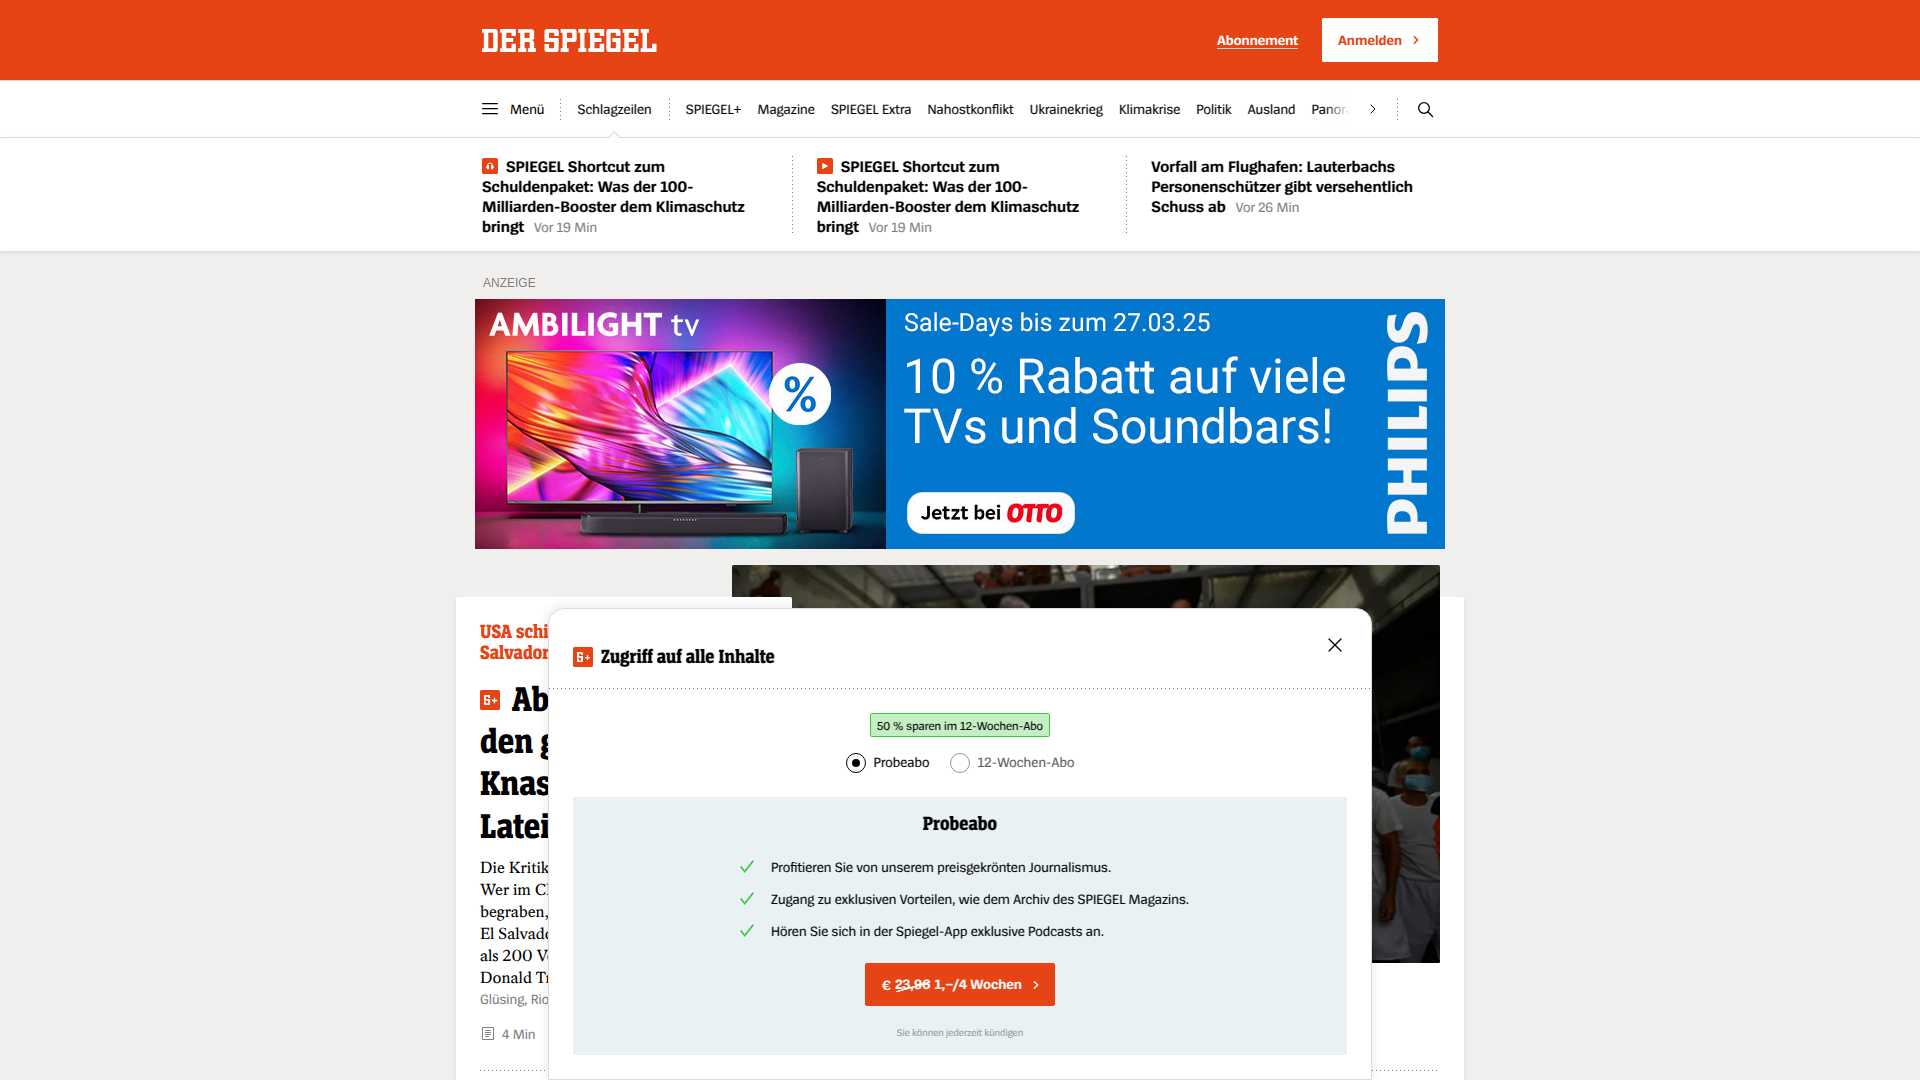 DER SPIEGEL
Abonnement
Anmelden
Menü
Schlagzeilen
SPIEGEL+
Magazine
SPIEGEL Extra
Nahostkonflikt
Ukrainekrieg
Klimakrise
Politik
Ausland
SPIEGEL Shortcut zum
Schuldenpaket: Was der 100-
Milliarden-Booster dem Klimaschutz
bringt Vor 19 Min
SPIEGEL Shortcut zum
Schuldenpaket: Was der 100-
Milliarden-Booster dem Klimaschutz
bringt Vor 19 Min
Vorfall am Flughafen: Lauterbachs
Personenschützer gibt versehentlich
Schuss ab Vor 26 Min
ANZEIGE
AMBILIGHT tv
%
Sale-Days bis zum 27.03.25
10 % Rabatt auf viele
TVs und Soundbars!
Jetzt bei OTTO
PHILIPS
USA schi
Salvador
Ab
den g
Knas
Latei
Die Kritik
Wer im C
begraben,
El Salvado
als 200 V
Donald Tr
Glüsing, Rio
4 Min
Zugriff auf alle Inhalte
50 % sparen im 12-Wochen-Abo
Probeabo
12-Wochen-Abo
Probeabo
Profitieren Sie von unserem preisgekrönten Journalismus.
Zugang zu exklusiven Vorteilen, wie dem Archiv des SPIEGEL Magazins.
Hören Sie sich in der Spiegel-App exklusive Podcasts an.
€ 23,96 1,–/4 Wochen
Sie können jederzeit kündigen